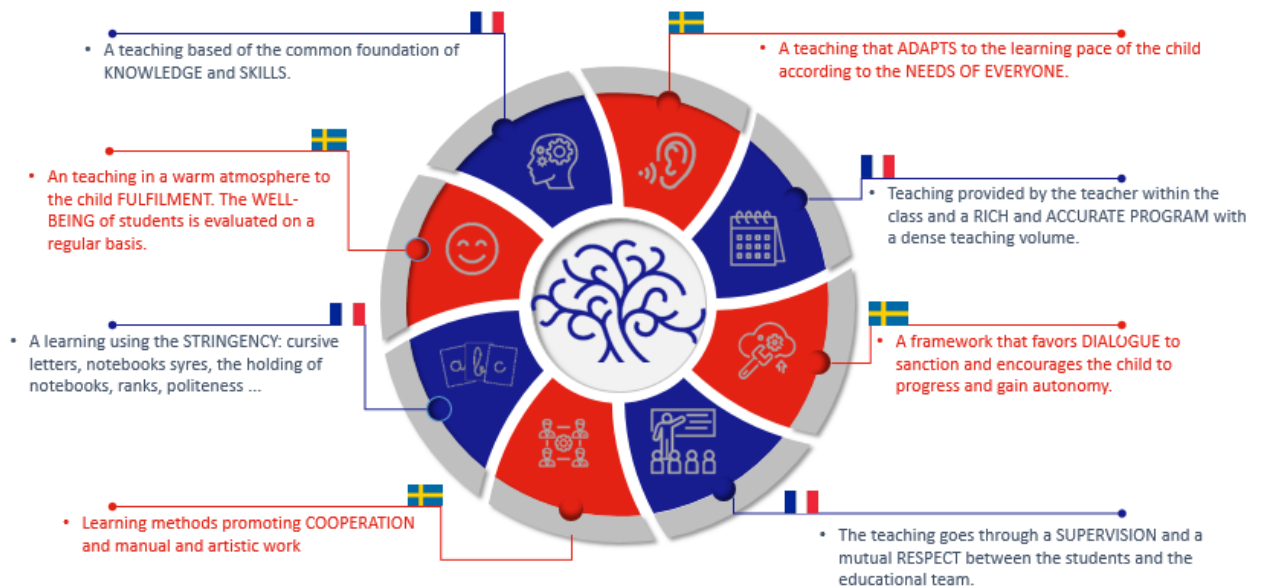 • A teaching based of the common foundation of
KNOWLEDGE and SKILLS.
• A teaching that ADAPTS to the learning pace of the child
according to the NEEDS OF EVERYONE.
• An teaching in a warm atmosphere to
the child FULFILMENT. The WELL-
BEING of students is evaluated on a
regular basis.
• Teaching provided by the teacher within the
class and a RICH and ACCURATE PROGRAM with
a dense teaching volume.
• A learning using the STRINGENCY: cursive
letters, notebooks syres, the holding of
notebooks, ranks, politeness ...
• A framework that favors DIALOGUE to
sanction and encourages the child to
progress and gain autonomy.
a b c
• Learning methods promoting COOPERATION
and manual and artistic work
• The teaching goes through a SUPERVISION and a
mutual RESPECT between the students and the
educational team.